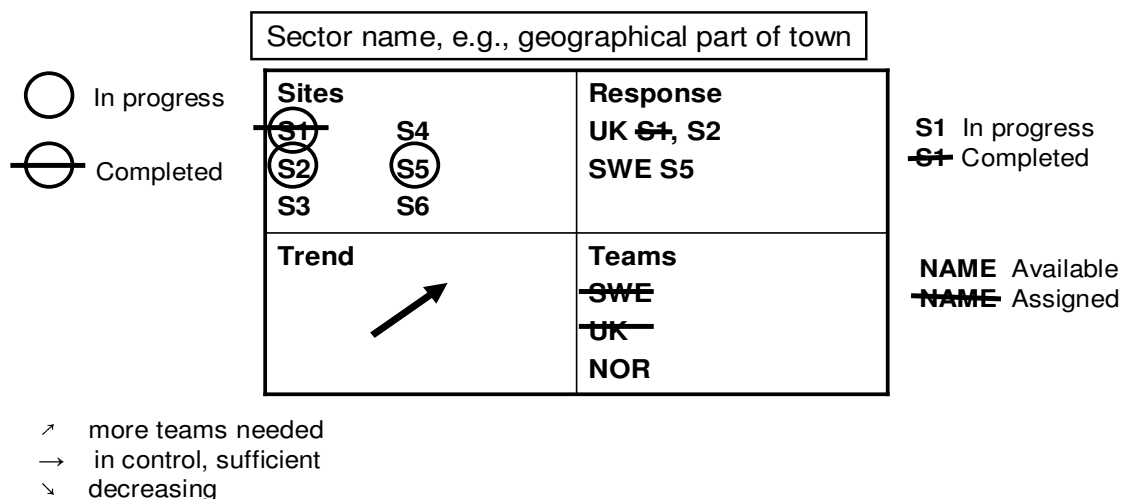 Sector name, e.g., geographical part of town
In progress
Completed
Sites
S1 S4
S2 S5
S3 S6
Response
UK S1, S2
SWE S5
Trend
Teams
SWE
UK
NOR
S1 In progress
S1 Completed
NAME Available
NAME Assigned
↗ more teams needed
→ in control, sufficient
↘ decreasing